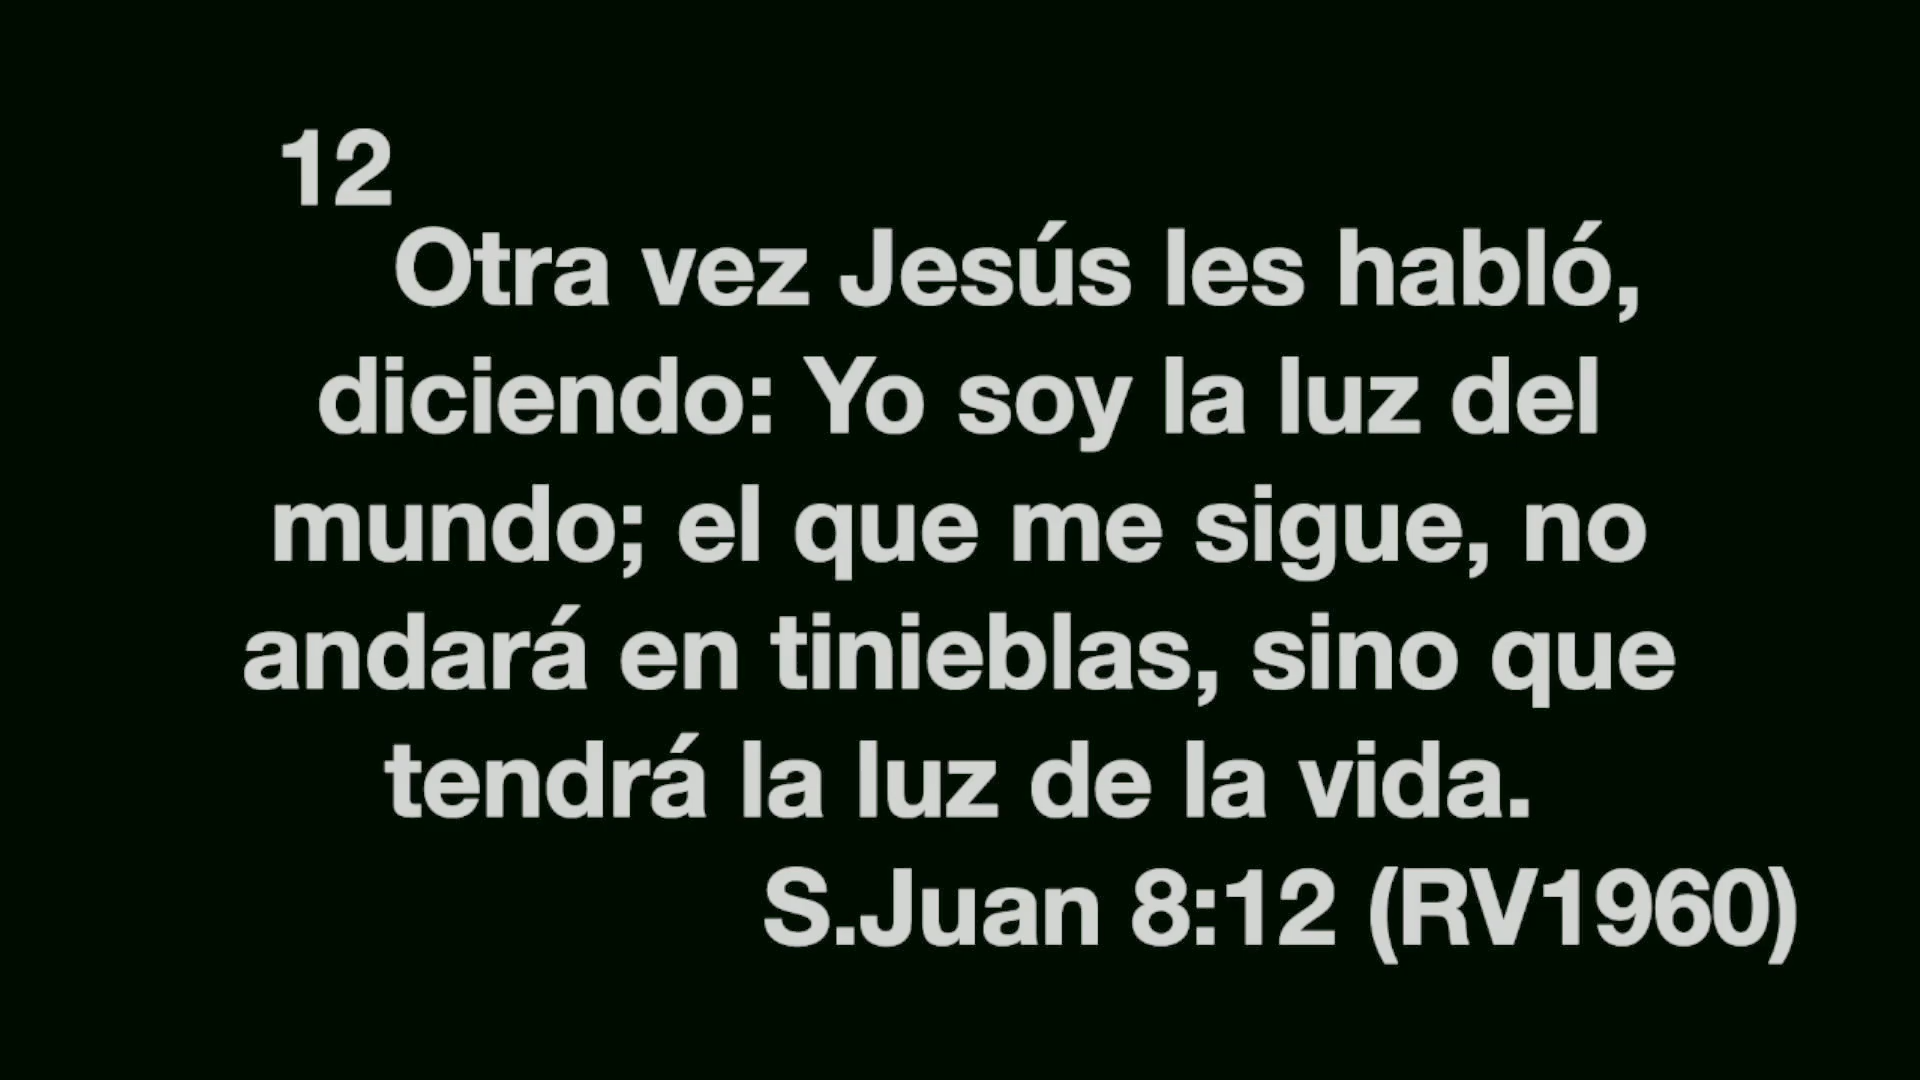 12
Otra vez Jesús les habló,
diciendo: Yo soy la luz del
mundo; el que me sigue, no
andará en tinieblas, sino que
tendrá la luz de la vida.
S.Juan 8:12 (RV1960)